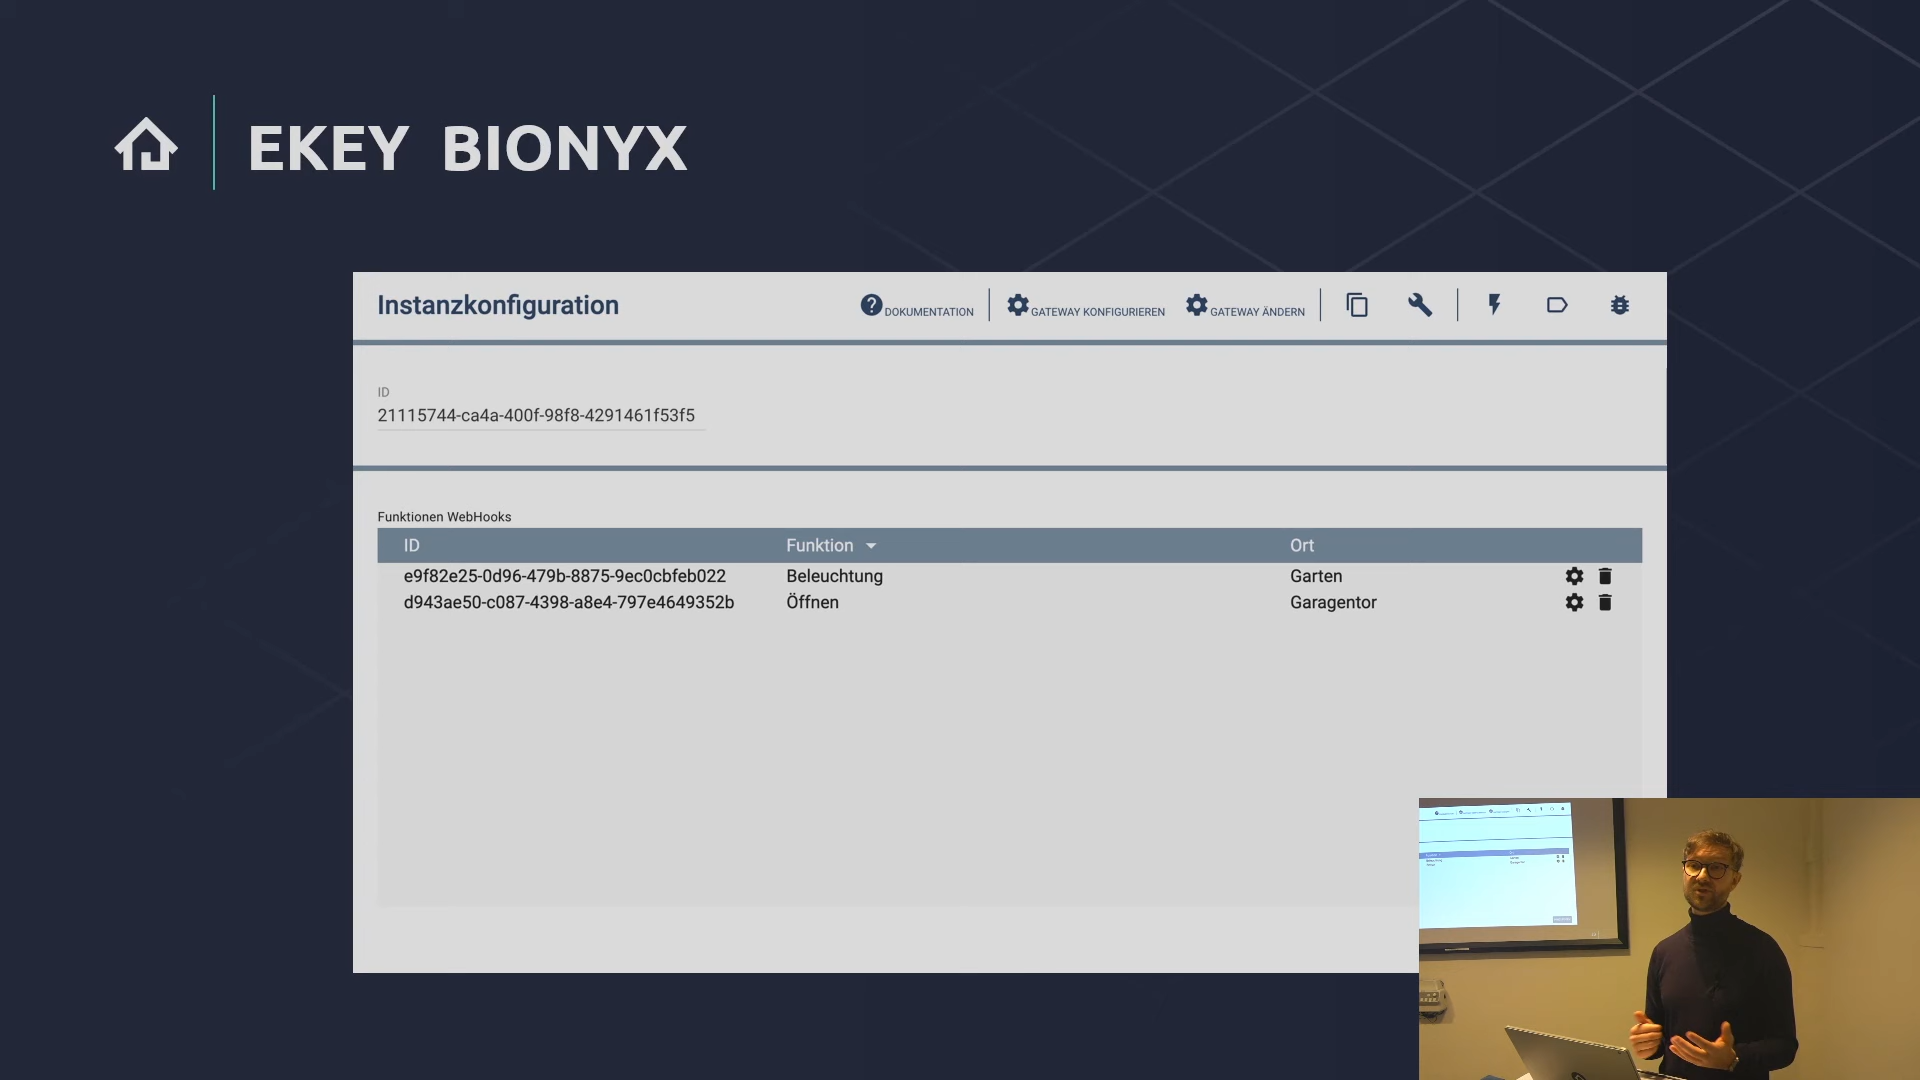 EKEY BIONYX
Instanzkonfiguration
DOKUMENTATION
GATEWAY KONFIGURIEREN
GATEWAY ÄNDERN
ID
21115744-ca4a-400f-98f8-4291461f53f5
Funktionen WebHooks
ID Funktion Ort
e9f82e25-0d96-479b-8875-9ec0cbfeb022 Beleuchtung Garten
d943ae50-c087-4398-a8e4-797e4649352b Öffnen Garagentor